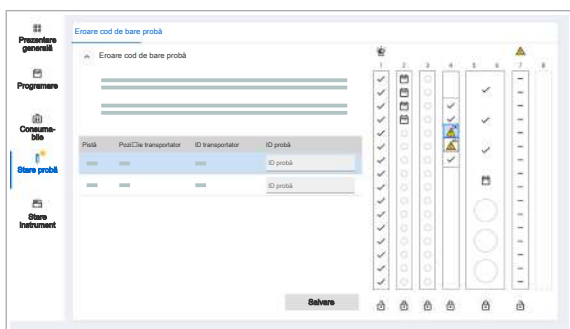 Prezentare
generală
Programare
Consuma-
bile
Stare probă
Stare
instrument
Eroare cod de bare probă
Eroare cod de bare probă
Pistă Pozi□ie transportator ID transportator ID probă
ID probă
ID probă
Salvare
1 2 3 4 5 6 7 8